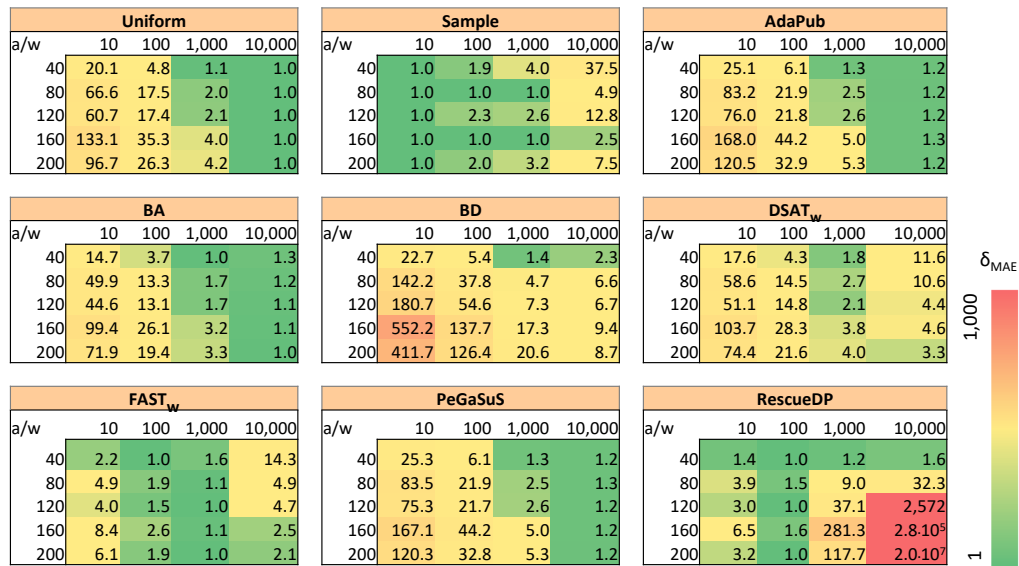 Uniform Sample AdaPub
a/w 10 100 1,000 10,000 a/w 10 100 1,000 10,000 a/w 10 100 1,000 10,000
40 20.1 4.8 1.1 1.0 40 1.0 1.9 4.0 37.5 40 25.1 6.1 1.3 1.2
80 66.6 17.5 2.0 1.0 80 1.0 1.0 1.0 4.9 80 83.2 21.9 2.5 1.2
120 60.7 17.4 2.1 1.0 120 1.0 2.3 2.6 12.8 120 76.0 21.8 2.6 1.2
160 133.1 35.3 4.0 1.0 160 1.0 1.0 1.0 2.5 160 168.0 44.2 5.0 1.3
200 96.7 26.3 4.2 1.0 200 1.0 2.0 3.2 7.5 200 120.5 32.9 5.3 1.2
BA BD DSATw
a/w 10 100 1,000 10,000 a/w 10 100 1,000 10,000 a/w 10 100 1,000 10,000
40 14.7 3.7 1.0 1.3 40 22.7 5.4 1.4 2.3 40 17.6 4.3 1.8 11.6
80 49.9 13.3 1.7 1.2 80 142.2 37.8 4.7 6.6 80 58.6 14.5 2.7 10.6
120 44.6 13.1 1.7 1.1 120 180.7 54.6 7.3 6.7 120 51.1 14.8 2.1 4.4
160 99.4 26.1 3.2 1.1 160 552.2 137.7 17.3 9.4 160 103.7 28.3 3.8 4.6
200 71.9 19.4 3.3 1.0 200 411.7 126.4 20.6 8.7 200 74.4 21.6 4.0 3.3
FASTw PeGaSuS RescueDP
a/w 10 100 1,000 10,000 a/w 10 100 1,000 10,000 a/w 10 100 1,000 10,000
40 2.2 1.0 1.6 14.3 40 25.3 6.1 1.3 1.2 40 1.4 1.0 1.2 1.6
80 4.9 1.9 1.1 4.9 80 83.5 21.9 2.5 1.3 80 3.9 1.5 9.0 32.3
120 4.0 1.5 1.0 4.7 120 75.3 21.7 2.6 1.2 120 3.0 1.0 37.1 2,572
160 8.4 2.6 1.1 2.5 160 167.1 44.2 5.0 1.2 160 6.5 1.6 281.3 2.8·10⁵
200 6.1 1.9 1.0 2.1 200 120.3 32.8 5.3 1.2 200 3.2 1.0 117.7 2.0·10⁷
δMAE
1,000
1